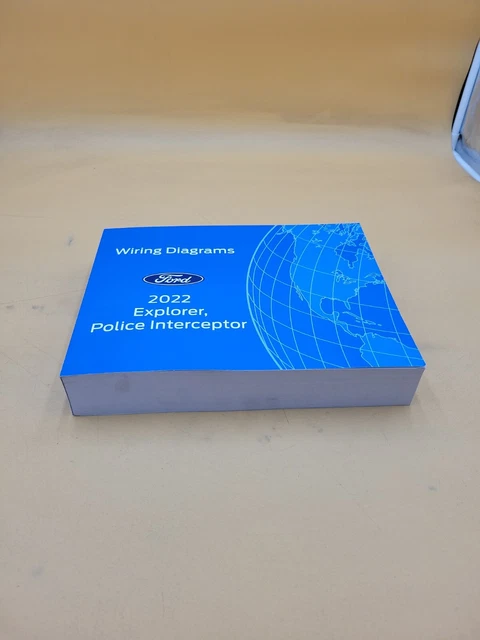 Wiring Diagrams
Ford
2022
Explorer,
Police Interceptor